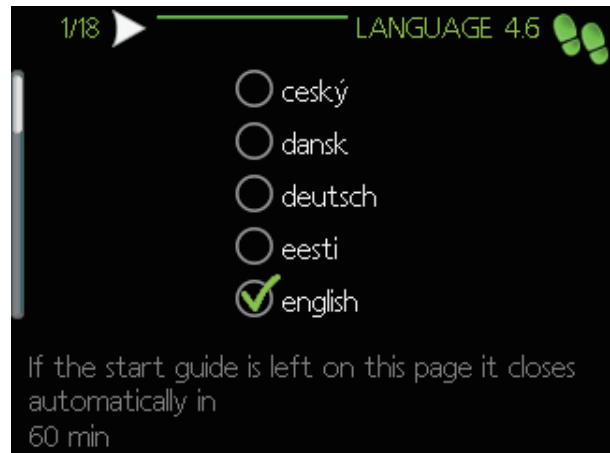 1/18 LANGUAGE 4.6
ceský
dansk
deutsch
eesti
english
If the start guide is left on this page it closes
automatically in
60 min